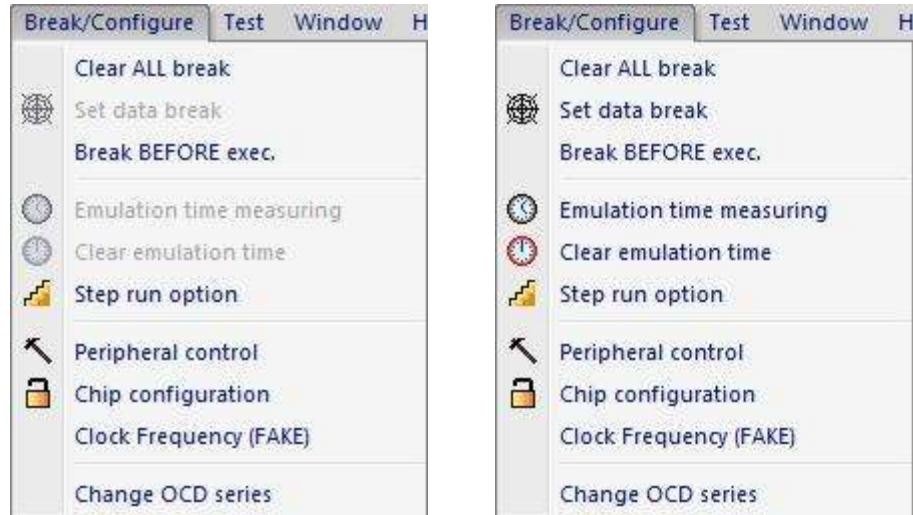 Break/Configure Test Window H
Clear ALL break
Set data break
Break BEFORE exec.
Emulation time measuring
Clear emulation time
Step run option
Peripheral control
Chip configuration
Clock Frequency (FAKE)
Change OCD series
Break/Configure Test Window H
Clear ALL break
Set data break
Break BEFORE exec.
Emulation time measuring
Clear emulation time
Step run option
Peripheral control
Chip configuration
Clock Frequency (FAKE)
Change OCD series